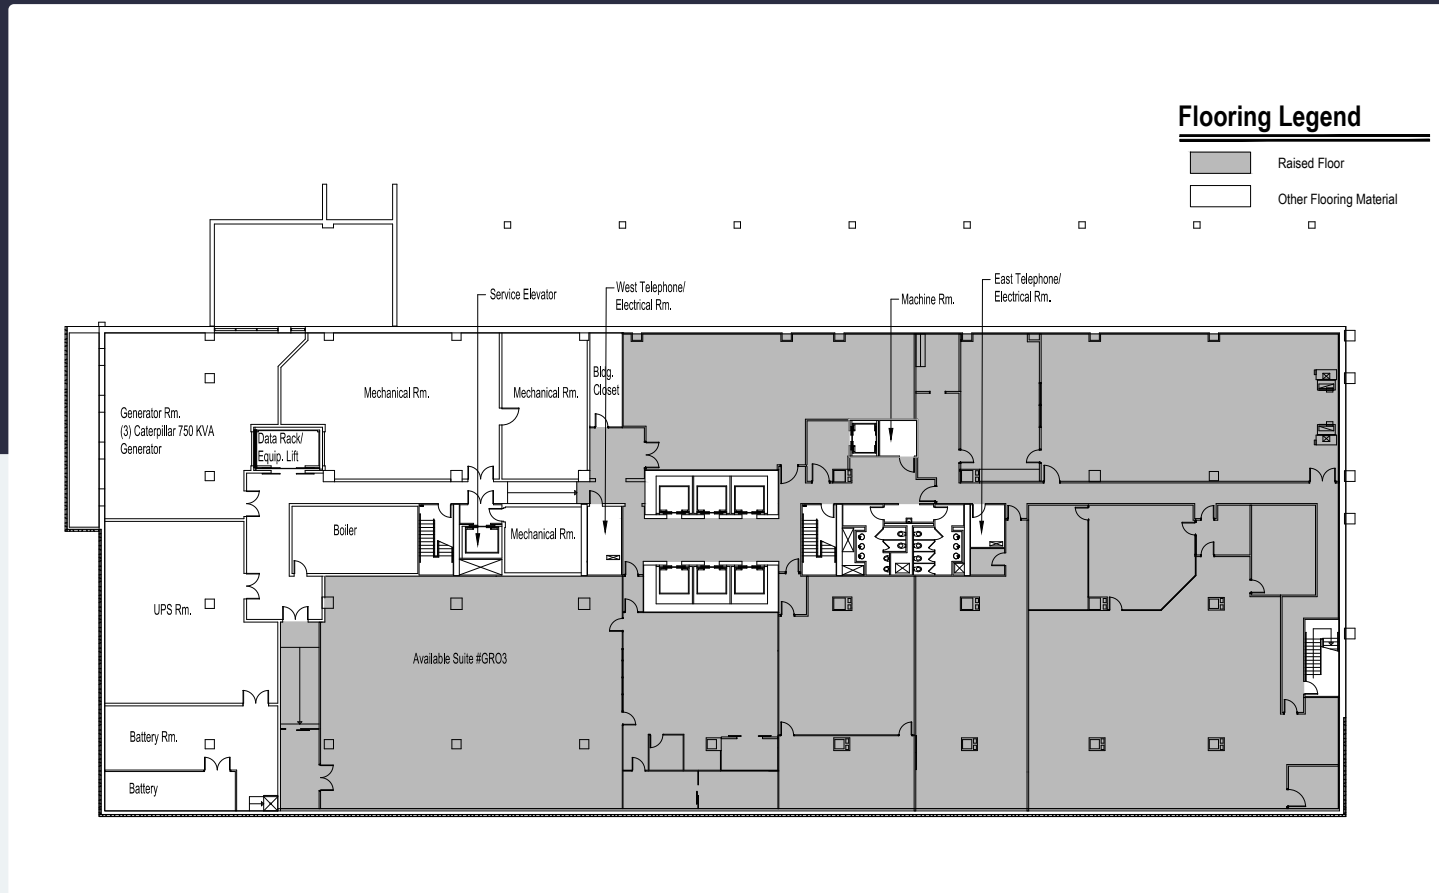 Flooring Legend
Raised Floor
Other Flooring Material
Service Elevator
West Telephone/
Electrical Rm.
Machine Rm.
East Telephone/
Electrical Rm.
Generator Rm.
(3) Caterpillar 750 KVA
Generator
Data Rack/
Equip. Lift
Mechanical Rm.
Mechanical Rm.
Bldg.
Closet
Boiler
Mechanical Rm.
UPS Rm.
Available Suite #GRO3
Battery Rm.
Battery